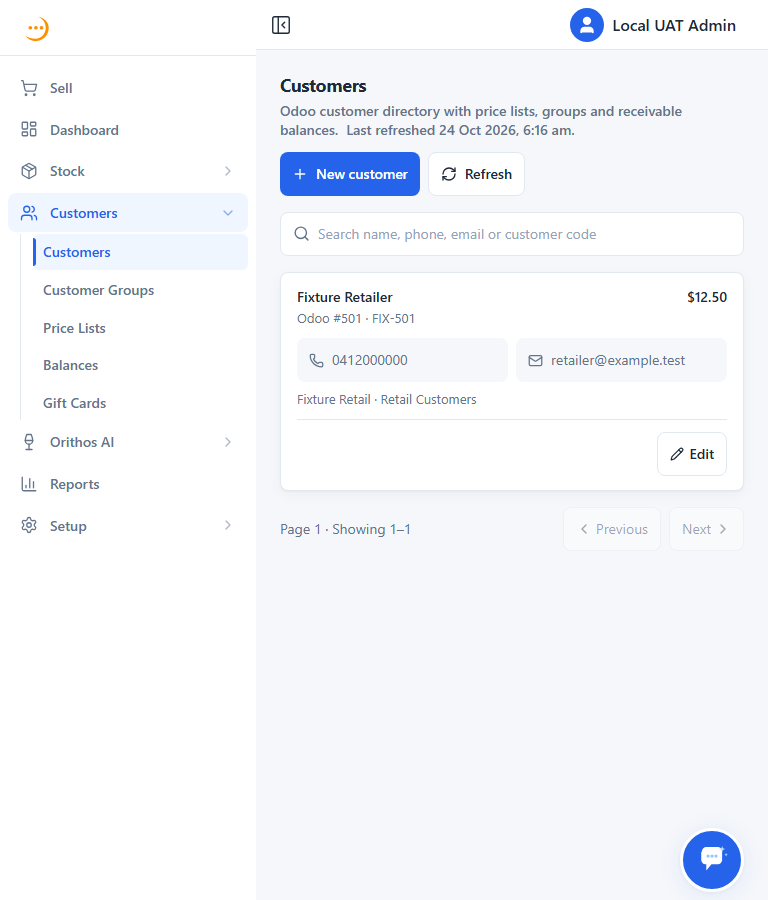 Local UAT Admin
Sell
Dashboard
Stock
Customers
Customers
Customer Groups
Price Lists
Balances
Gift Cards
Orithos AI
Reports
Setup
Customers
Odoo customer directory with price lists, groups and receivable
balances.  Last refreshed 24 Oct 2026, 6:16 am.
New customer
Refresh
Search name, phone, email or customer code
Fixture Retailer
$12.50
Odoo #501 · FIX-501
0412000000
retailer@example.test
Fixture Retail · Retail Customers
Edit
Page 1 · Showing 1–1
Previous
Next